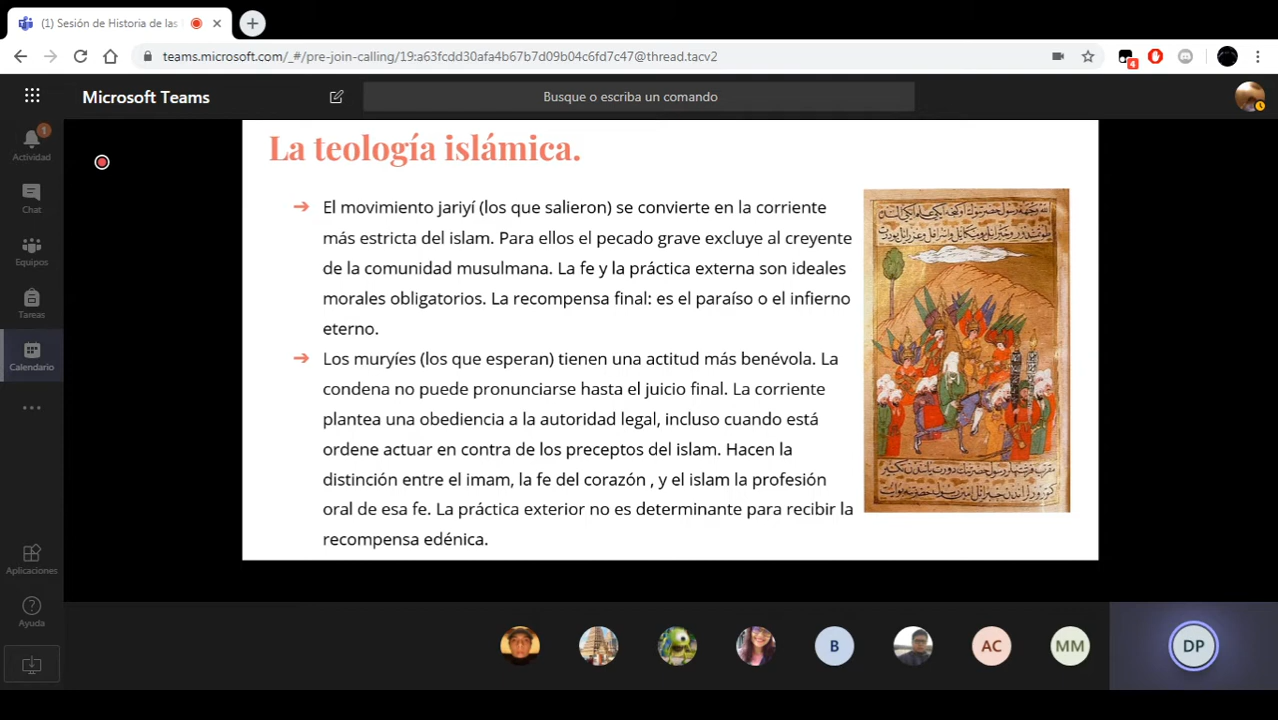 (1) Sesión de Historia de las
teams.microsoft.com/_#/pre-join-calling/19:a63fcdd30afa4b67b7d09b04c6fd7c47@thread.tacv2
4
Microsoft Teams
Busque o escriba un comando
1
Actividad
Chat
Equipos
Tareas
Calendario
Aplicaciones
Ayuda
La teología islámica.
El movimiento jariyí (los que salieron) se convierte en la corriente
más estricta del islam. Para ellos el pecado grave excluye al creyente
de la comunidad musulmana. La fe y la práctica externa son ideales
morales obligatorios. La recompensa final: es el paraíso o el infierno
eterno.
Los muryíes (los que esperan) tienen una actitud más benévola. La
condena no puede pronunciarse hasta el juicio final. La corriente
plantea una obediencia a la autoridad legal, incluso cuando está
ordene actuar en contra de los preceptos del islam. Hacen la
distinción entre el imam, la fe del corazón , y el islam la profesión
oral de esa fe. La práctica exterior no es determinante para recibir la
recompensa edénica.
B
AC
MM
DP